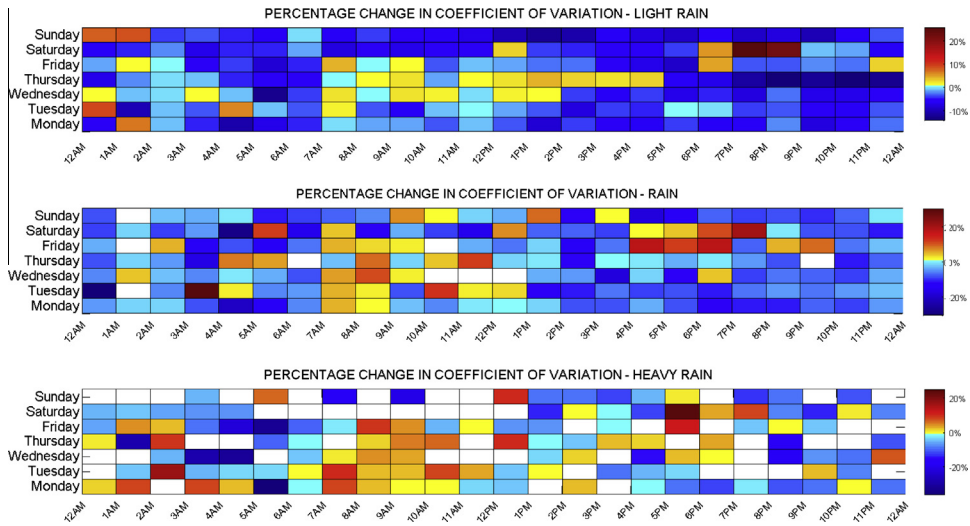 PERCENTAGE CHANGE IN COEFFICIENT OF VARIATION - LIGHT RAIN
Sunday
Saturday
Friday
Thursday
Wednesday
Tuesday
Monday
12AM 1AM 2AM 3AM 4AM 5AM 6AM 7AM 8AM 9AM 10AM 11AM 12PM 1PM 2PM 3PM 4PM 5PM 6PM 7PM 8PM 9PM 10PM 11PM 12AM
20%
10%
0%
-10%
PERCENTAGE CHANGE IN COEFFICIENT OF VARIATION - RAIN
Sunday
Saturday
Friday
Thursday
Wednesday
Tuesday
Monday
12AM 1AM 2AM 3AM 4AM 5AM 6AM 7AM 8AM 9AM 10AM 11AM 12PM 1PM 2PM 3PM 4PM 5PM 6PM 7PM 8PM 9PM 10PM 11PM 12AM
20%
0%
- 20%
PERCENTAGE CHANGE IN COEFFICIENT OF VARIATION - HEAVY RAIN
Sunday
Saturday
Friday
Thursday
Wednesday
Tuesday
Monday
12AM 1AM 2AM 3AM 4AM 5AM 6AM 7AM 8AM 9AM 10AM 11AM 12PM 1PM 2PM 3PM 4PM 5PM 6PM 7PM 8PM 9PM 10PM 11PM 12AM
20%
0%
-20%